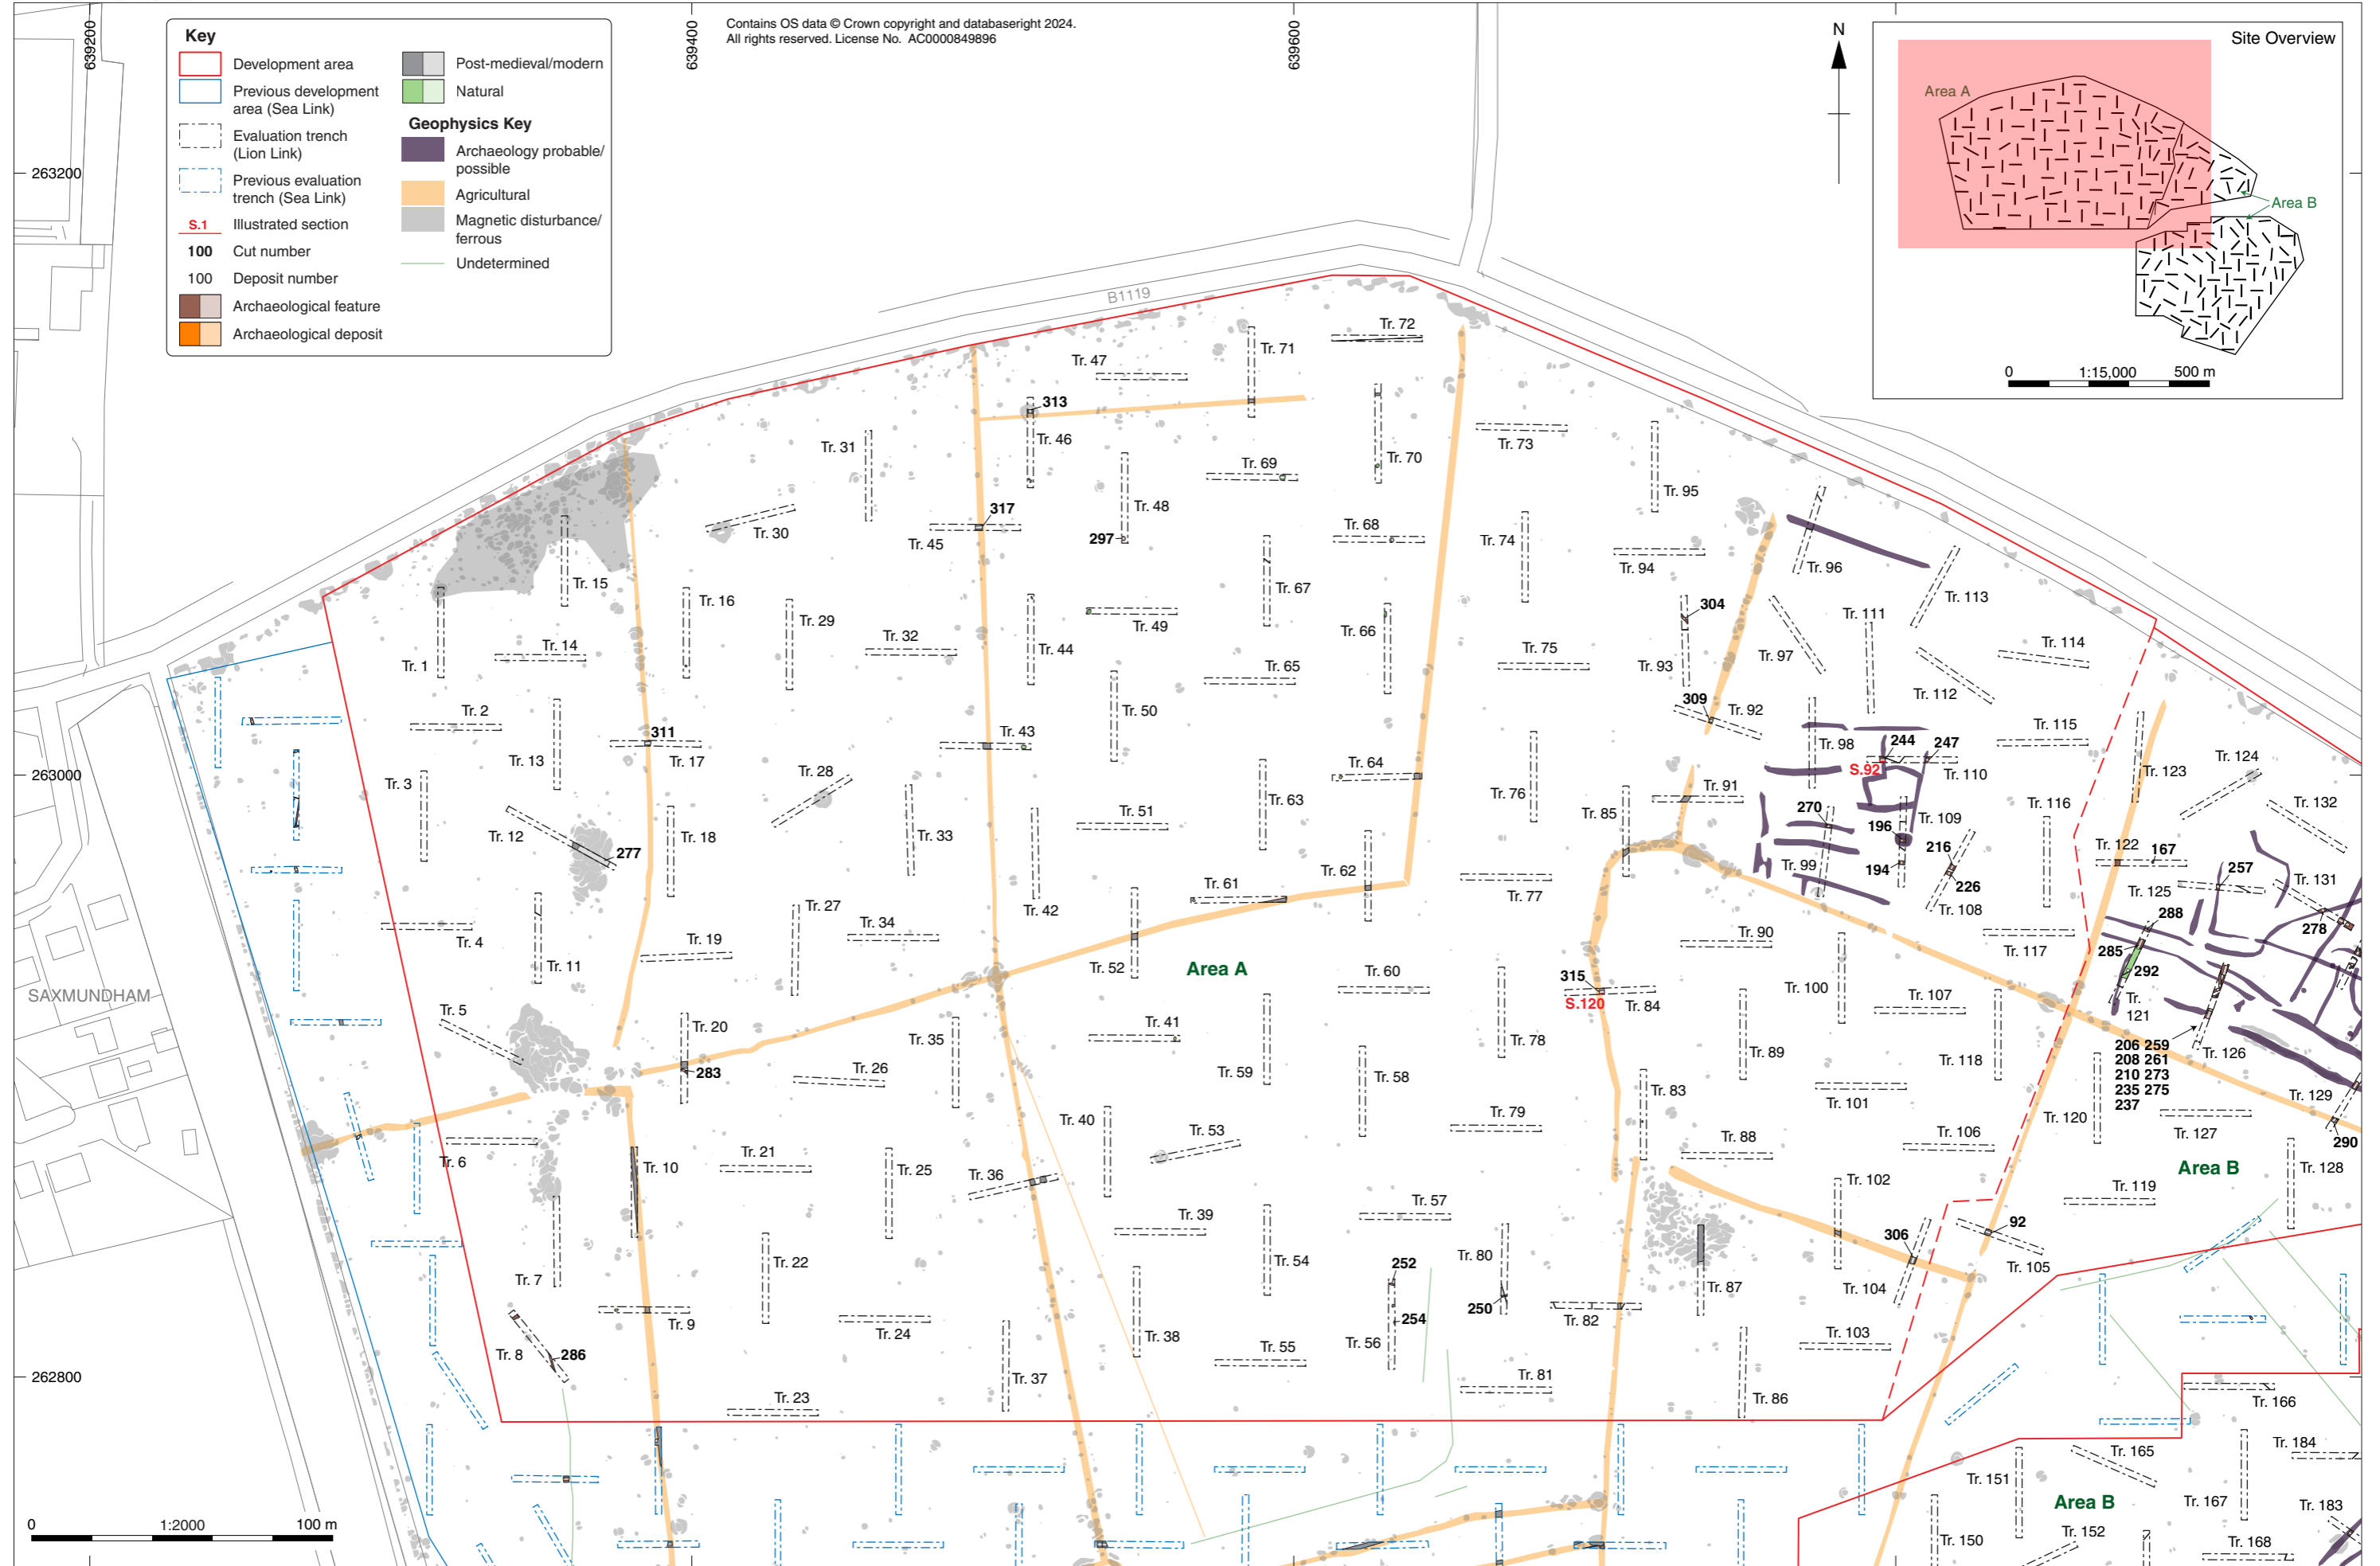 639200
639400
639600
Contains OS data © Crown copyright and databaseright 2024.
All rights reserved. License No. AC0000849896
Key
Development area
Previous development
area (Sea Link)
Evaluation trench
(Lion Link)
Previous evaluation
trench (Sea Link)
S.1 Illustrated section
100 Cut number
100 Deposit number
Archaeological feature
Archaeological deposit
Post-medieval/modern
Natural
Geophysics Key
Archaeology probable/
possible
Agricultural
Magnetic disturbance/
ferrous
Undetermined
N
Site Overview
Area A
Area B
0 1:15,000 500 m
263200
263000
262800
B1119
SAXMUNDHAM
Tr. 72
Tr. 71
Tr. 47
313
Tr. 46
Tr. 31
Tr. 73
Tr. 70
Tr. 69
Tr. 95
Tr. 48
317
Tr. 45
297
Tr. 30
Tr. 68
Tr. 74
Tr. 94
Tr. 96
Tr. 15
Tr. 67
Tr. 16
Tr. 29
Tr. 49
304
Tr. 111
Tr. 113
Tr. 32
Tr. 66
Tr. 14
Tr. 44
Tr. 75
Tr. 97
Tr. 114
Tr. 1
Tr. 65
Tr. 93
Tr. 112
309
Tr. 92
Tr. 2
Tr. 50
311
Tr. 43
Tr. 115
Tr. 98
244
247
Tr. 13
Tr. 17
Tr. 124
Tr. 28
Tr. 64
S.92
Tr. 110
Tr. 123
Tr. 3
Tr. 91
Tr. 76
Tr. 63
Tr. 51
270
Tr. 116
Tr. 132
Tr. 85
Tr. 109
196
Tr. 12
Tr. 18
Tr. 33
277
216
Tr. 122
167
Tr. 99
194
257
Tr. 62
Tr. 61
Tr. 77
226
Tr. 125
Tr. 131
Tr. 27
Tr. 42
Tr. 108
288
Tr. 34
278
Tr. 4
Tr. 19
Tr. 90
Tr. 117
285
Tr. 11
Tr. 52
Area A
Tr. 60
292
315
S.120
Tr. 84
Tr. 100
Tr. 107
Tr.
121
Tr. 5
Tr. 20
Tr. 41
Tr. 35
Tr. 78
Tr. 89
Tr. 118
206 259
208 261
210 273
235 275
237
Tr. 126
283
Tr. 26
Tr. 59
Tr. 58
Tr. 83
Tr. 101
Tr. 129
Tr. 40
Tr. 53
Tr. 79
Tr. 120
Tr. 127
Tr. 88
Tr. 106
290
Tr. 6
Tr. 10
Tr. 21
Tr. 25
Tr. 36
Area B
Tr. 128
Tr. 102
Tr. 119
Tr. 57
Tr. 39
92
306
Tr. 7
Tr. 22
Tr. 54
252
Tr. 80
Tr. 105
Tr. 87
Tr. 104
250
254
Tr. 9
Tr. 82
Tr. 24
Tr. 38
Tr. 56
Tr. 103
Tr. 8
286
Tr. 55
Tr. 37
Tr. 81
Tr. 23
Tr. 86
Tr. 166
Tr. 184
Tr. 165
Tr. 151
Area B
Tr. 167
Tr. 183
Tr. 150
Tr. 152
Tr. 168
0 1:2000 100 m